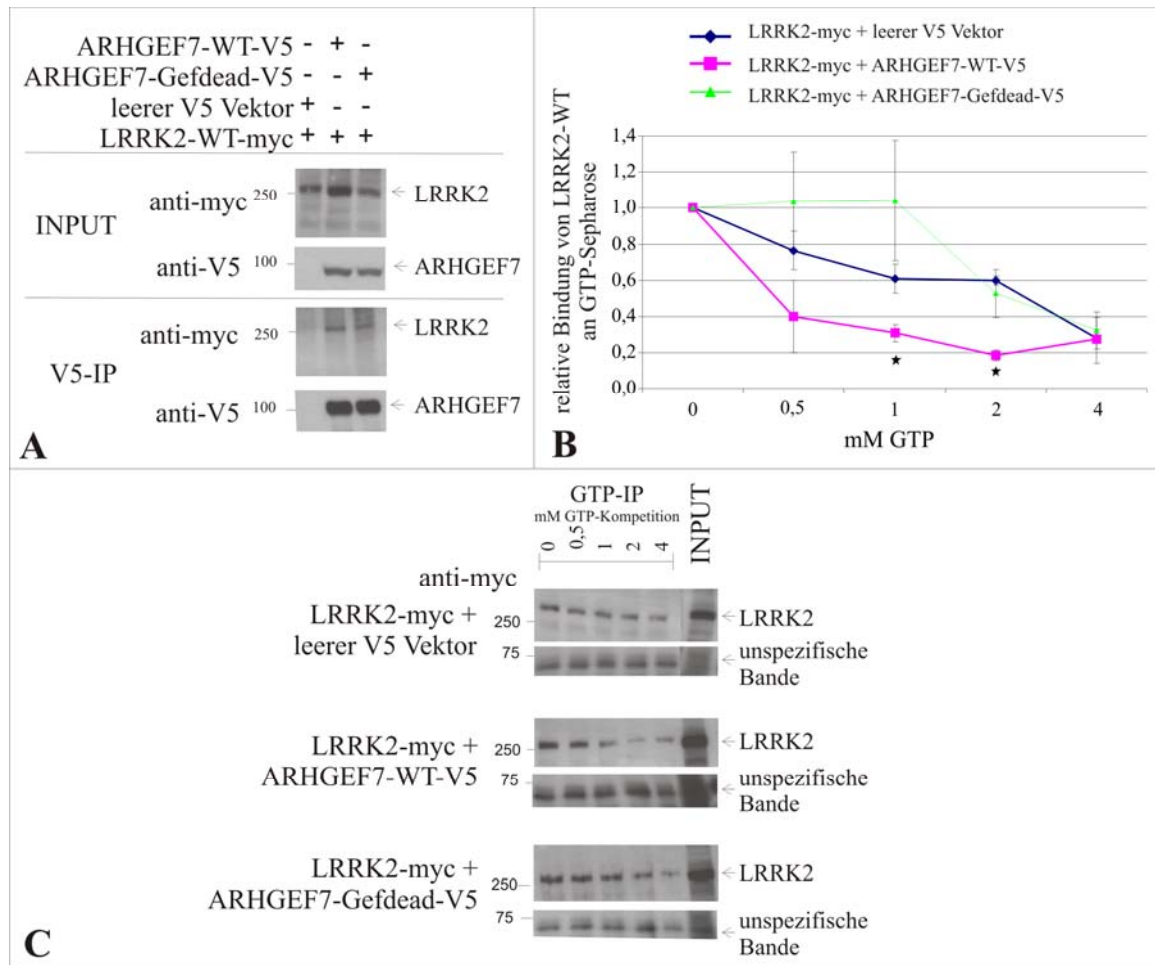 ARHGEF7-WT-V5 - + -
ARHGEF7-Gefdead-V5 - - +
leerer V5 Vektor + - -
LRRK2-WT-myc + + +
INPUT
anti-myc 250 LRRK2
anti-V5 100 ARHGEF7
V5-IP
anti-myc 250 LRRK2
anti-V5 100 ARHGEF7
A
LRRK2-myc + leerer V5 Vektor
LRRK2-myc + ARHGEF7-WT-V5
LRRK2-myc + ARHGEF7-Gefdead-V5
relative Bindung von LRRK2-WT
an GTP-Sepharose
1,4
1,2
1,0
0,8
0,6
0,4
0,2
0,0
0 0,5 1 2 4
mM GTP
B
GTP-IP
mM GTP-Kompetition
0 0,5 1 2 4 INPUT
anti-myc
LRRK2-myc +
leerer V5 Vektor
250 LRRK2
75 unspezifische
Bande
LRRK2-myc +
ARHGEF7-WT-V5
250 LRRK2
75 unspezifische
Bande
LRRK2-myc +
ARHGEF7-Gefdead-V5
250 LRRK2
75 unspezifische
Bande
C